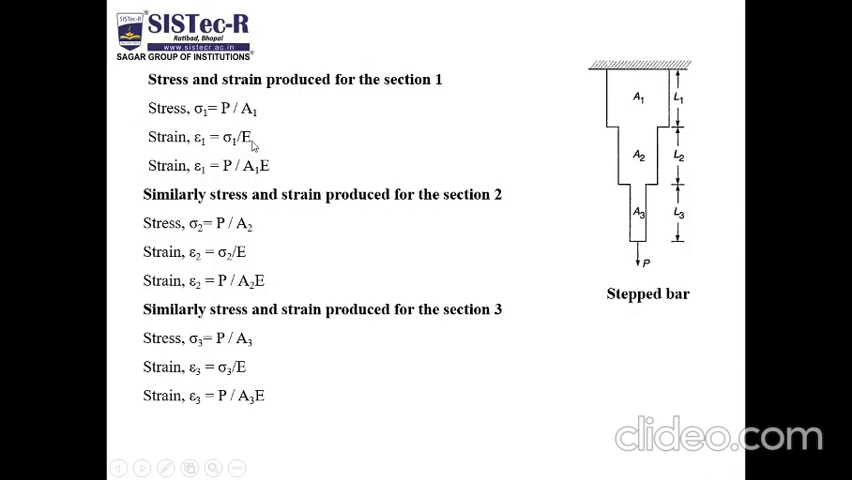 SISTec-R
SISTec-R
Ratibad, Bhopal
www.sistecr.ac.in
SAGAR GROUP OF INSTITUTIONS®
Stress and strain produced for the section 1
Stress, σ₁= P / A₁
Strain, ε₁ = σ₁/E
Strain, ε₁ = P / A₁E
Similarly stress and strain produced for the section 2
Stress, σ₂= P / A₂
Strain, ε₂ = σ₂/E
Strain, ε₂ = P / A₂E
Similarly stress and strain produced for the section 3
Stress, σ₃= P / A₃
Strain, ε₃ = σ₃/E
Strain, ε₃ = P / A₃E
A₁
L₁
A₂
L₂
A₃
L₃
P
Stepped bar
clideo.com